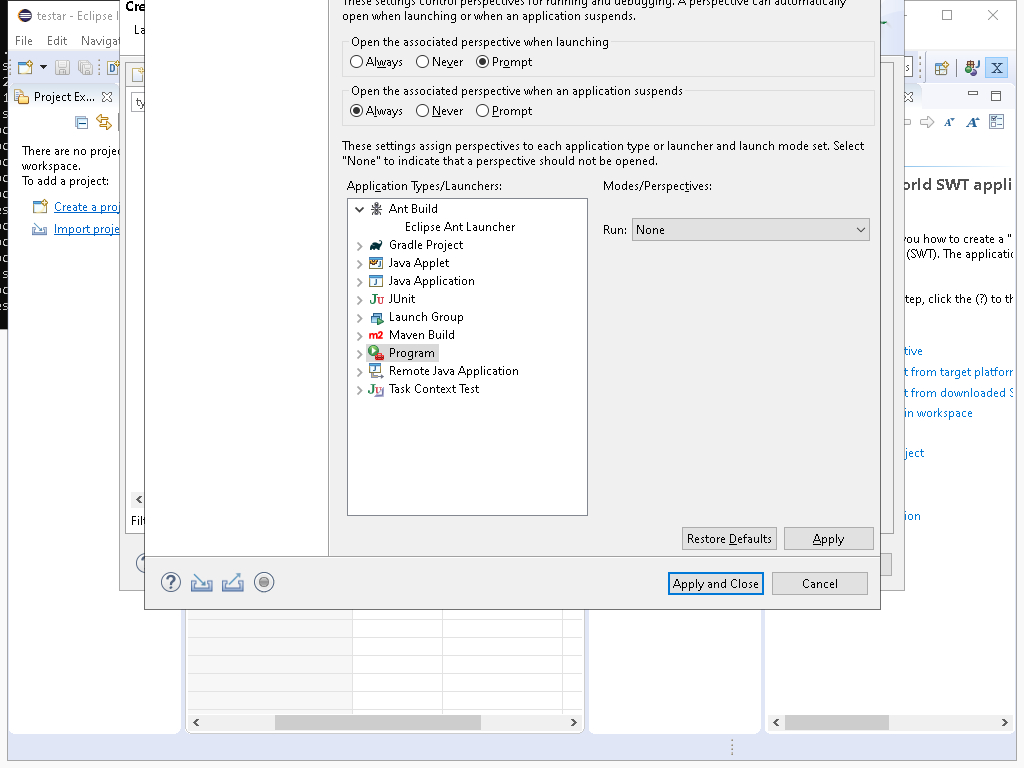 These settings control perspectives for running and debugging. A perspective can automatically
open when launching or when an application suspends.
Open the associated perspective when launching
Always
Never
Prompt
Open the associated perspective when an application suspends
Always
Never
Prompt
These settings assign perspectives to each application type or launcher and launch mode set. Select
"None" to indicate that a perspective should not be opened.
Application Types/Launchers:
Modes/Perspectives:
Ant Build
Eclipse Ant Launcher
Gradle Project
Java Applet
Java Application
JUnit
Launch Group
Maven Build
Program
Remote Java Application
Task Context Test
Run:
None
Restore Defaults
Apply
Apply and Close
Cancel
testar - Eclipse I
File
Edit
Navigat
Project Ex...
There are no proje
workspace.
To add a project:
Create a proj
Import proje
Cre
La
ty
Filt
orld SWT appli
you how to create a "
(SWT). The applicatio
tep, click the (?) to th
tive
t from target platform
t from downloaded S
in workspace
ject
ion